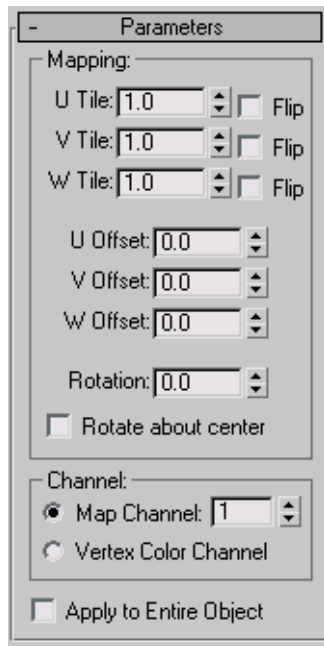 - Parameters
Mapping:
U Tile: 1.0 Flip
V Tile: 1.0 Flip
W Tile: 1.0 Flip
U Offset: 0.0
V Offset: 0.0
W Offset: 0.0
Rotation: 0.0
Rotate about center
Channel:
Map Channel: 1
Vertex Color Channel
Apply to Entire Object